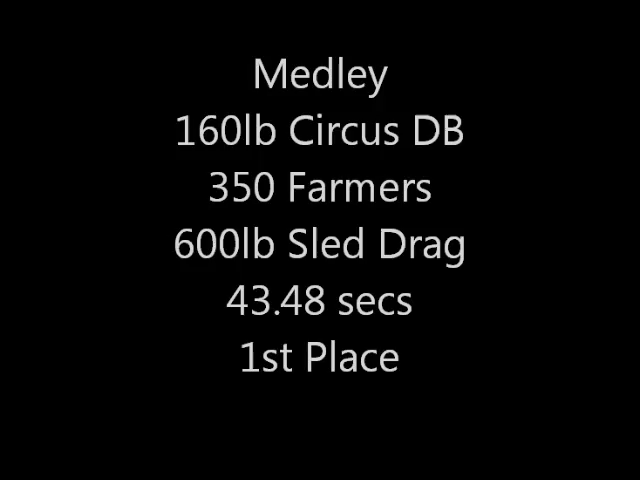 Medley
160lb Circus DB
350 Farmers
600lb Sled Drag
43.48 secs
1st Place